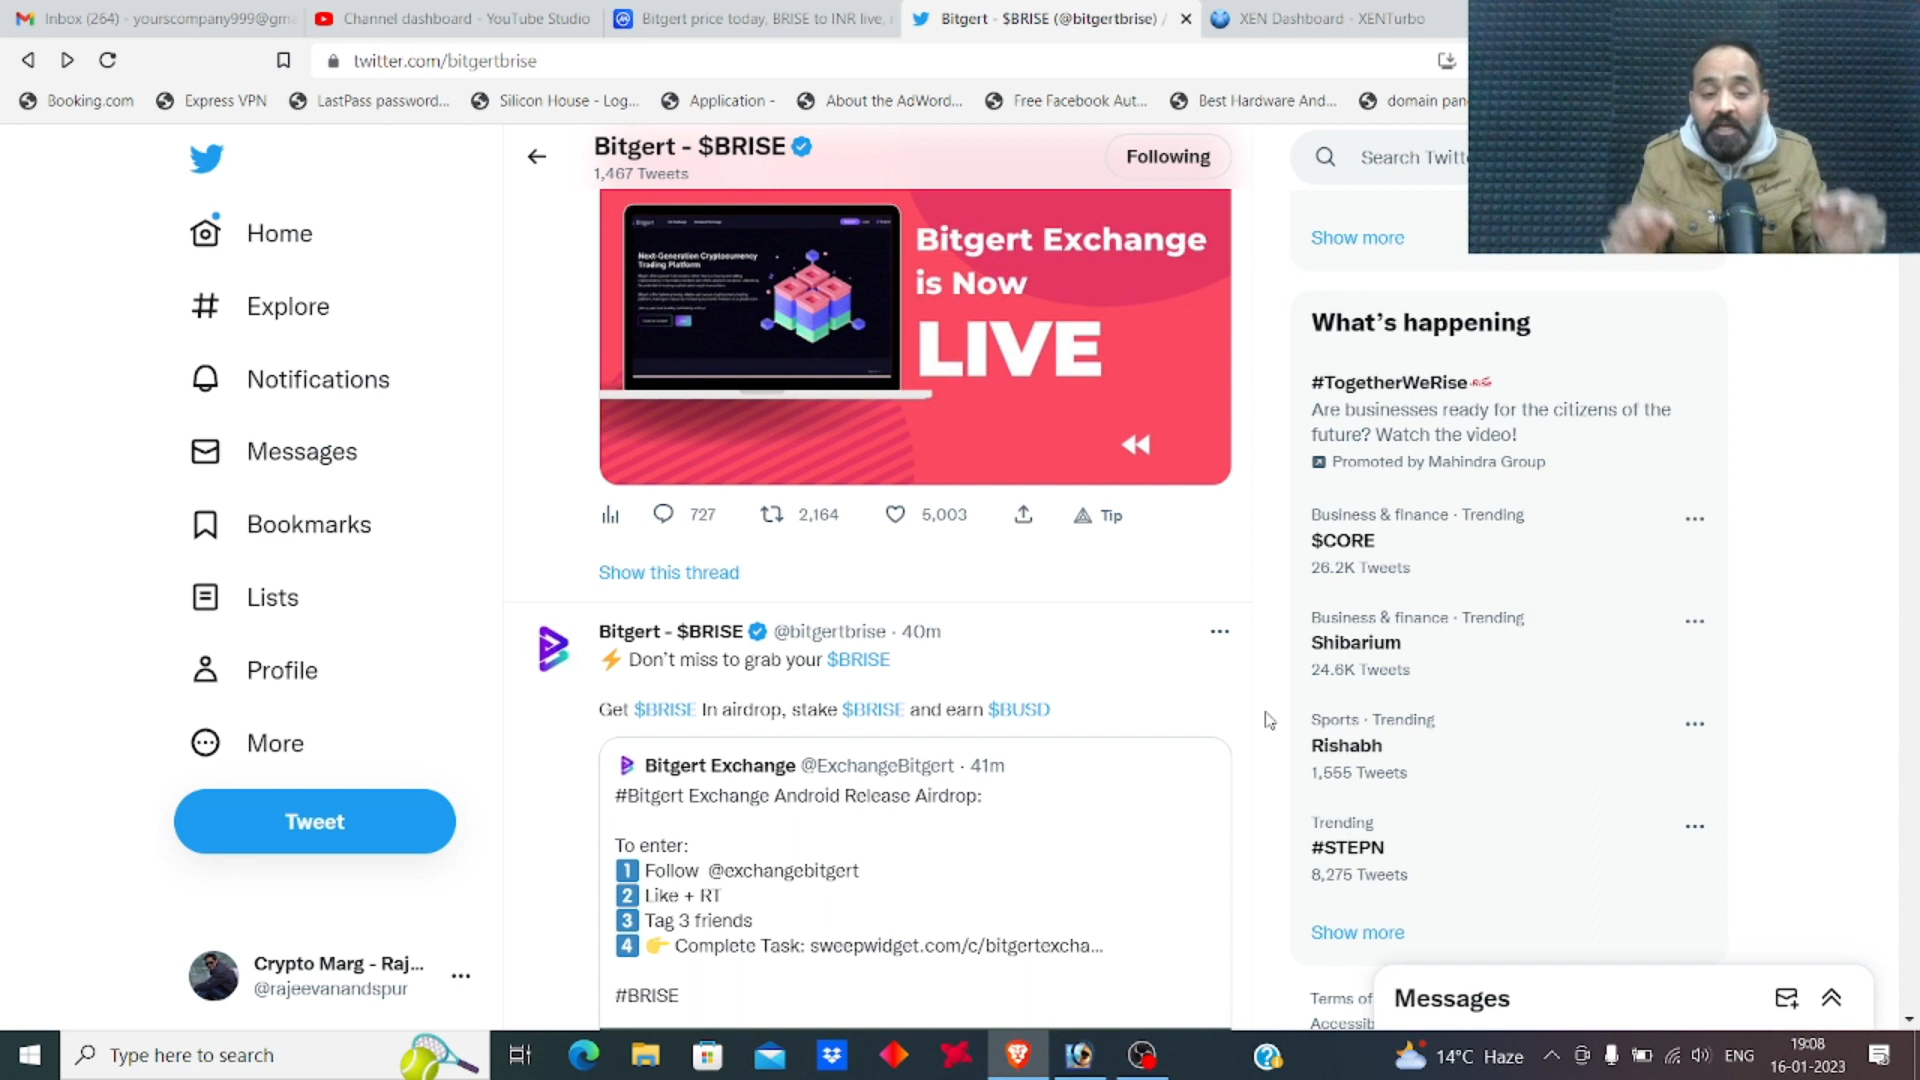 Inbox (264) - yourscompany999@gma
Channel dashboard - YouTube Studio
Bitgert price today, BRISE to INR live,
Bitgert - $BRISE (@bitgertbrise) /
XEN Dashboard - XENTurbo
twitter.com/bitgertbrise
Booking.com
Express VPN
LastPass password...
Silicon House - Log...
Application -
About the AdWord...
Free Facebook Aut...
Best Hardware And...
domain pan
Home
Explore
Notifications
Messages
Bookmarks
Lists
Profile
More
Tweet
Crypto Marg - Raj...
@rajeevanandspur
Bitgert - $BRISE
1,467 Tweets
Following
Next-Generation Cryptocurrency
Trading Platform
Bitgert Exchange
is Now
LIVE
727
2,164
5,003
Tip
Show this thread
Bitgert - $BRISE @bitgertbrise · 40m
⚡ Don't miss to grab your $BRISE
Get $BRISE In airdrop, stake $BRISE and earn $BUSD
Bitgert Exchange @ExchangeBitgert · 41m
#Bitgert Exchange Android Release Airdrop:
To enter:
1 Follow @exchangebitgert
2 Like + RT
3 Tag 3 friends
4 👉 Complete Task: sweepwidget.com/c/bitgertexcha...
#BRISE
Search Twitt
Show more
What's happening
#TogetherWeRise
Are businesses ready for the citizens of the
future? Watch the video!
Promoted by Mahindra Group
Business & finance · Trending
$CORE
26.2K Tweets
Business & finance · Trending
Shibarium
24.6K Tweets
Sports · Trending
Rishabh
1,555 Tweets
Trending
#STEPN
8,275 Tweets
Show more
Terms of
Accessib
Messages
Type here to search
14°C Haze
ENG
19:08
16-01-2023